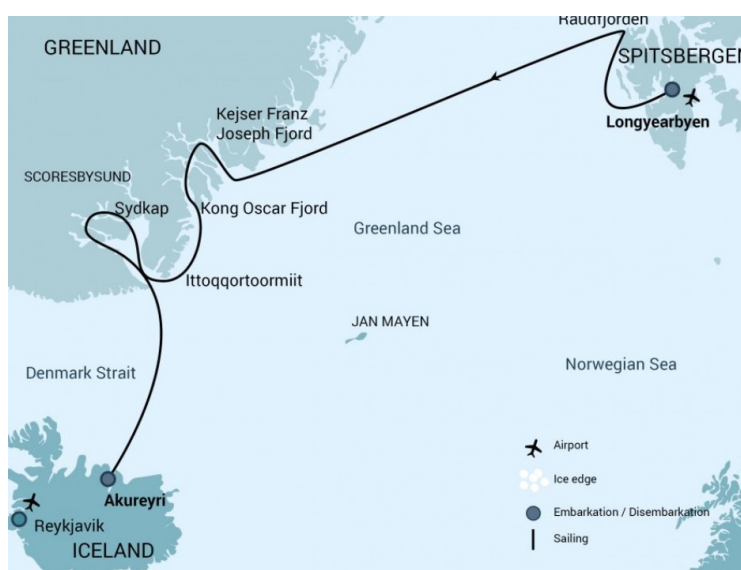 Raudfjorden
GREENLAND
SPITSBERGEN
Kejser Franz
Joseph Fjord
Longyearbyen
SCORESBYSUND
Sydkap
Kong Oscar Fjord
Greenland Sea
Ittoqqortoormiit
JAN MAYEN
Denmark Strait
Norwegian Sea
Airport
Ice edge
Akureyri
Embarkation / Disembarkation
Reykjavik
Sailing
ICELAND